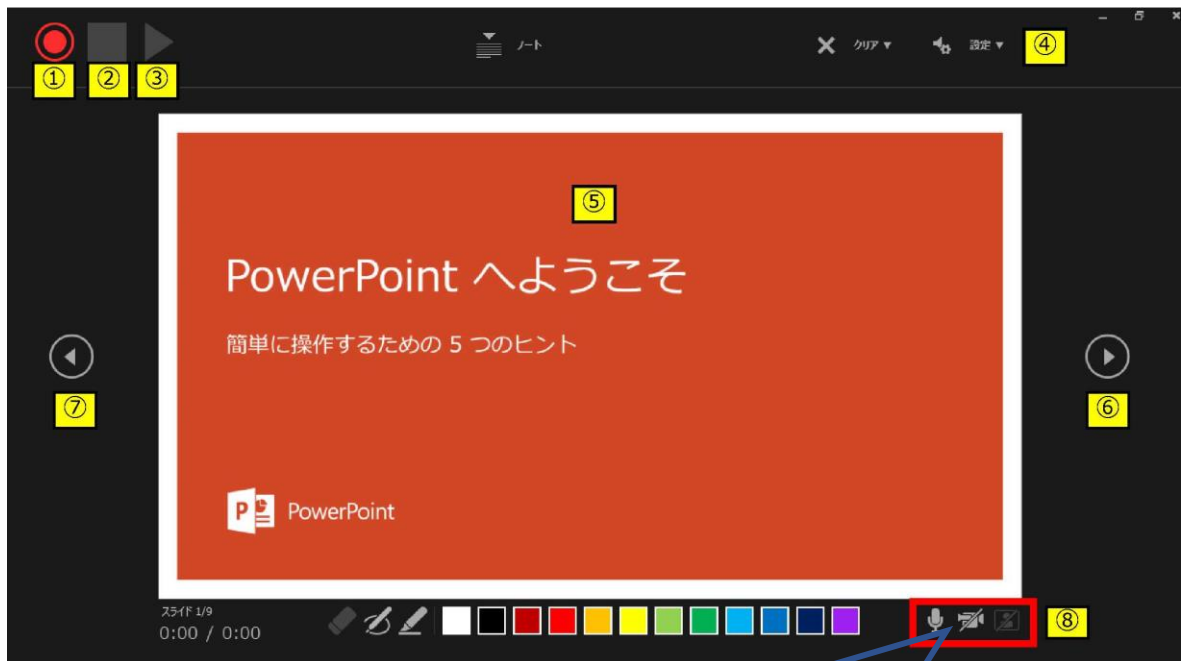 ① ② ③
ノート
クリア ▼
設定 ▼
④
⑤
PowerPoint へようこそ
簡単に操作するための 5 つのヒント
⑦
⑥
P
PowerPoint
スライド 1/9
0:00 / 0:00
⑧